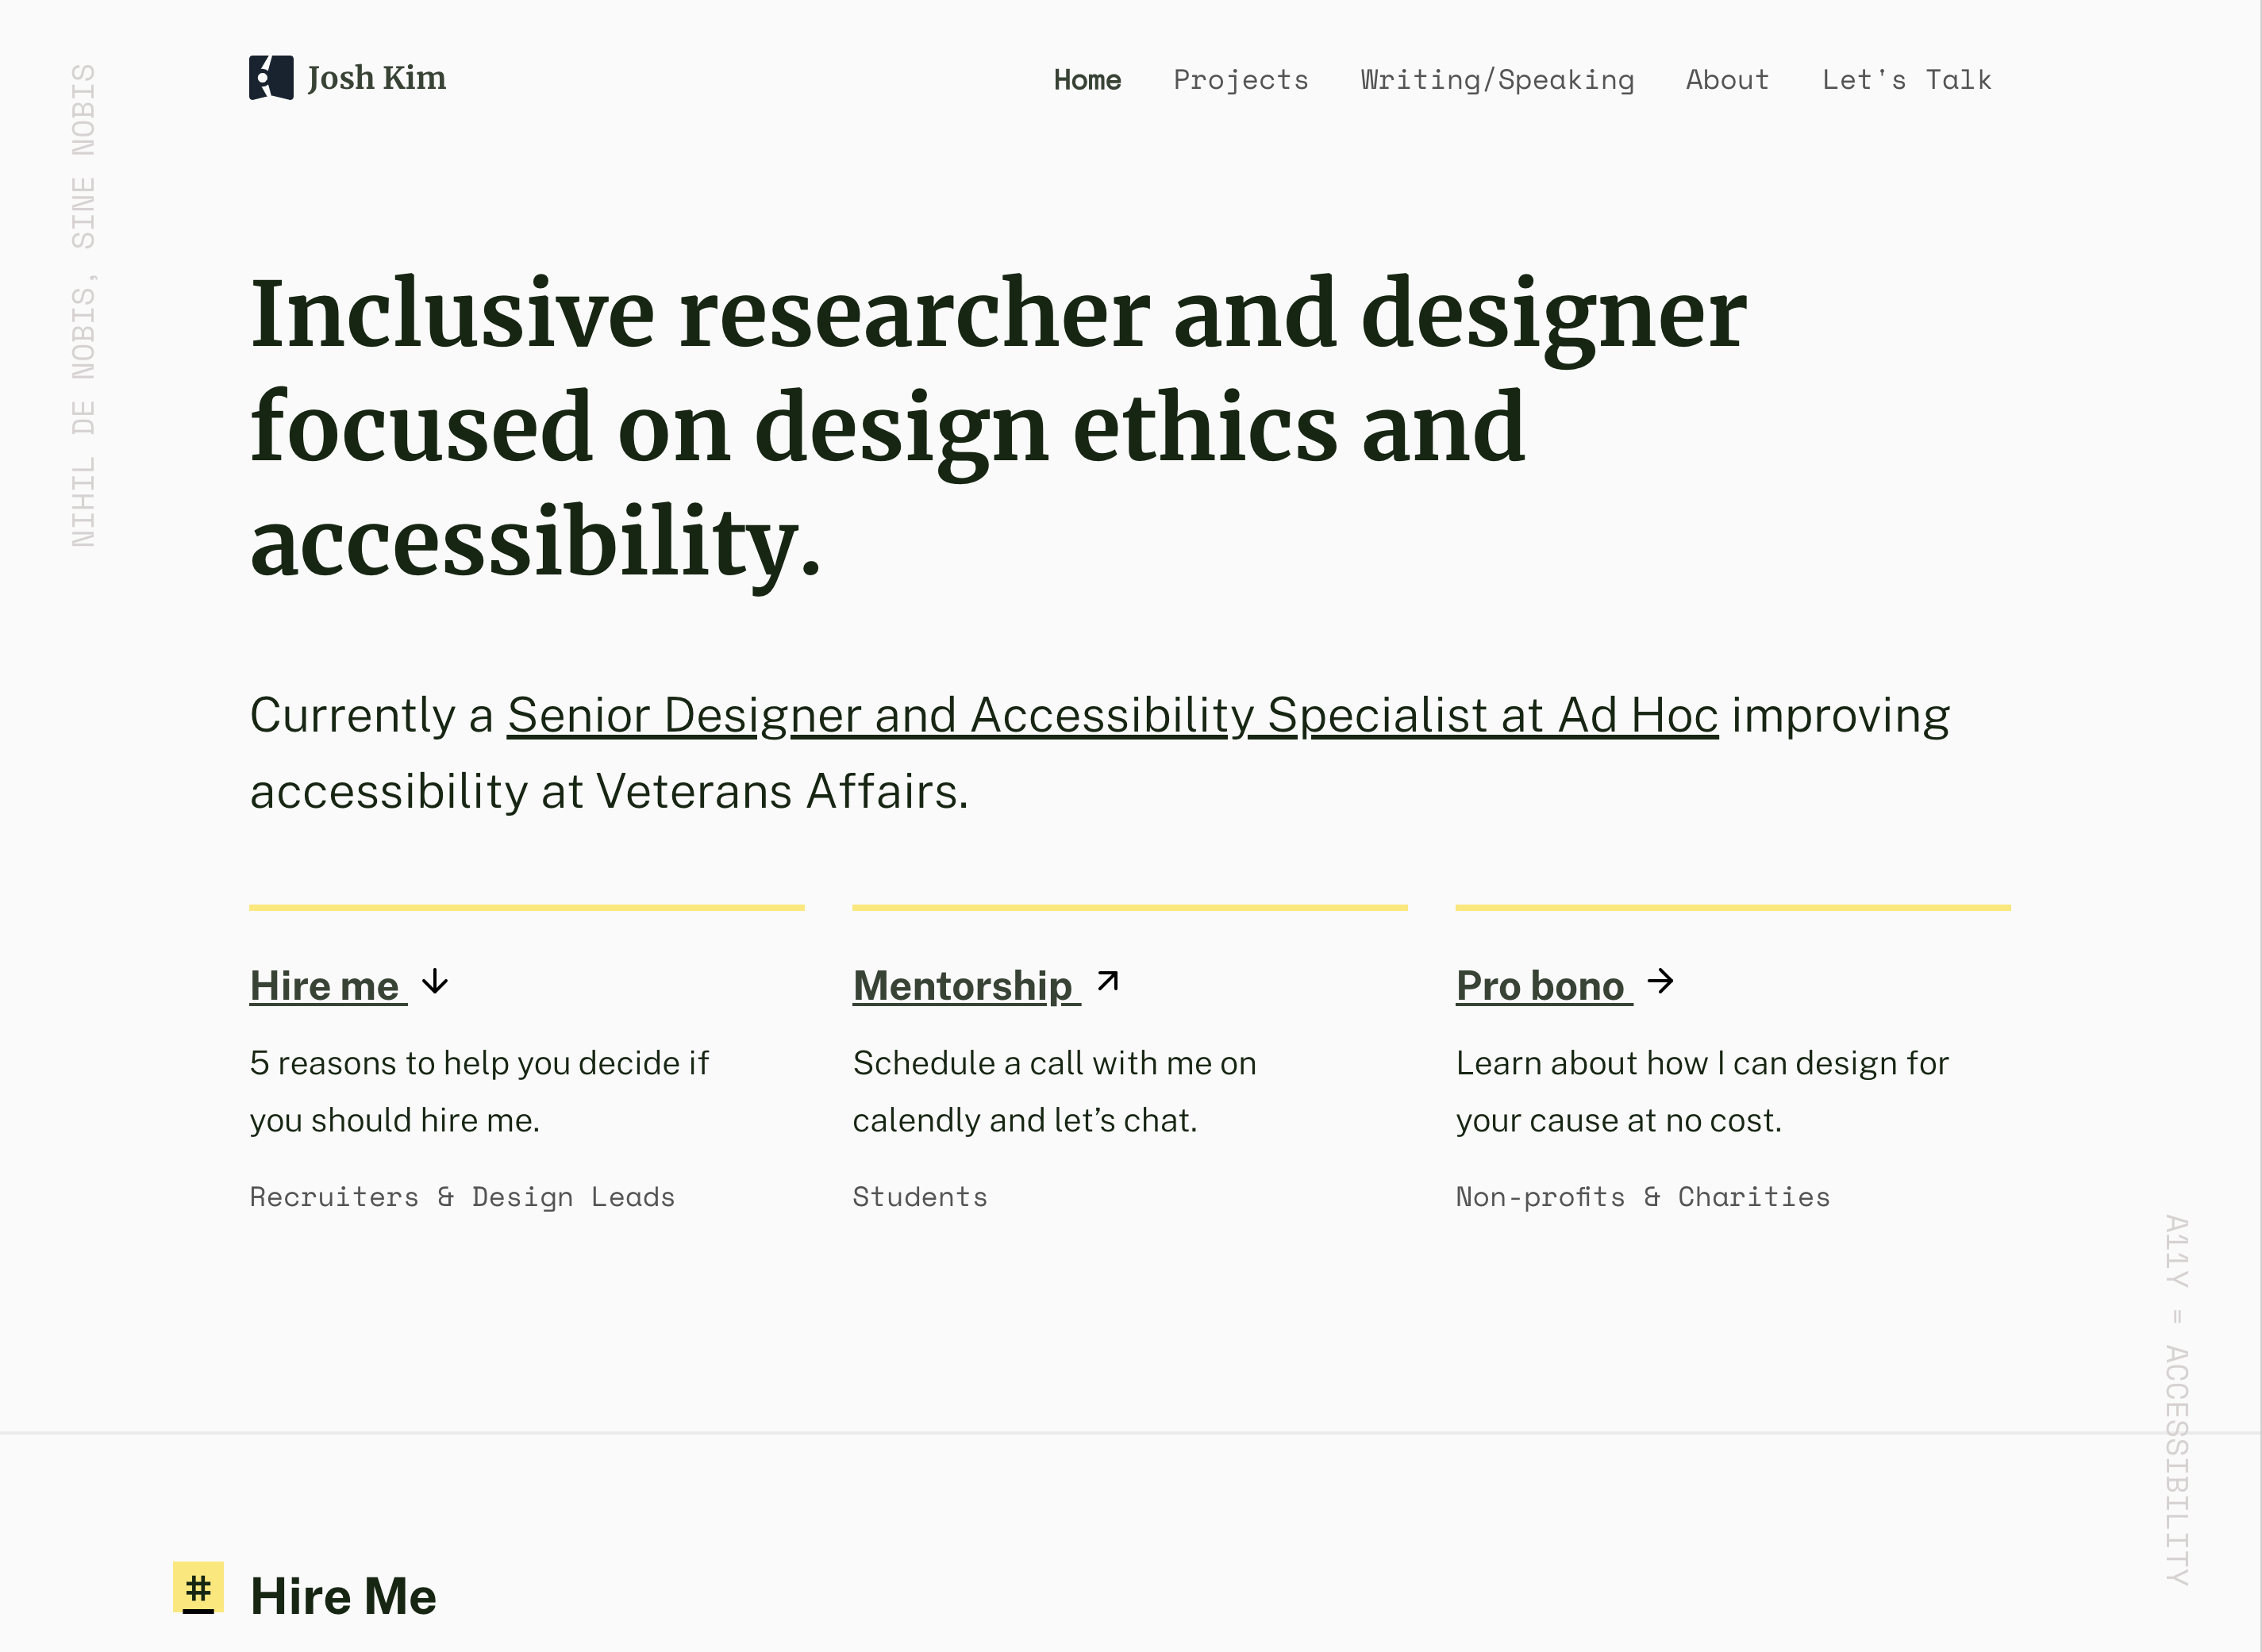 NIHIL DE NOBIS, SINE NOBIS
Josh Kim
Home Projects Writing/Speaking About Let's Talk
Inclusive researcher and designer
focused on design ethics and
accessibility.
Currently a Senior Designer and Accessibility Specialist at Ad Hoc improving
accessibility at Veterans Affairs.
Hire me ↓
5 reasons to help you decide if
you should hire me.
Recruiters & Design Leads
Mentorship ↗
Schedule a call with me on
calendly and let’s chat.
Students
Pro bono →
Learn about how I can design for
your cause at no cost.
Non-profits & Charities
A11Y = ACCESSIBILITY
# Hire Me